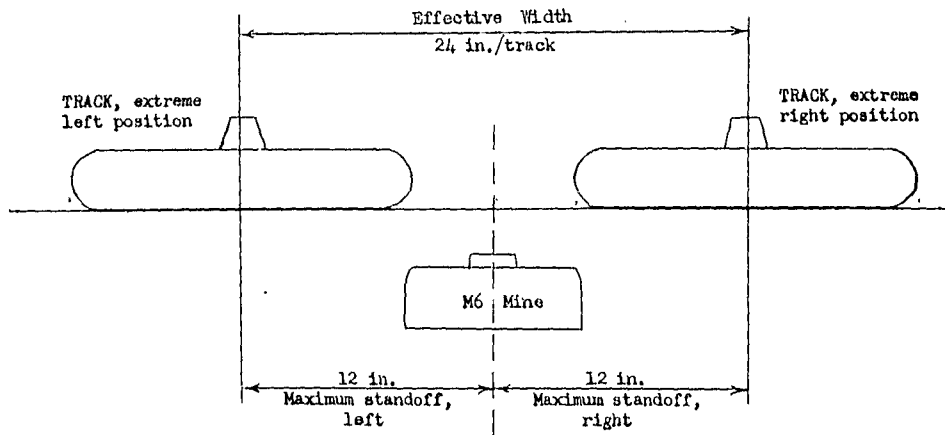 Effective Width
24 in./track
TRACK, extreme
left position
TRACK, extreme
right position
M6 Mine
12 in.
Maximum standoff,
left
12 in.
Maximum standoff,
right